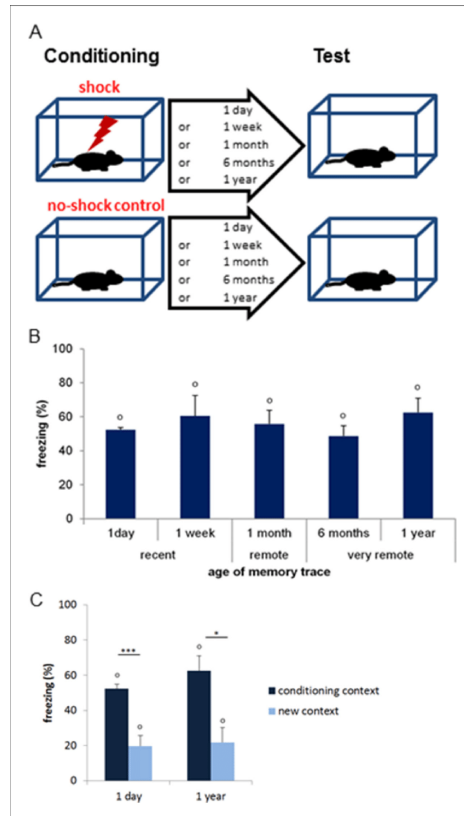 A
Conditioning Test
shock
1 day
or 1 week
or 1 month
or 6 months
or 1 year
no-shock control
1 day
or 1 week
or 1 month
or 6 months
or 1 year
B
freezing (%)
100
80
60
40
20
0
° ° ° ° °
1day 1 week 1 month 6 months 1 year
recent remote very remote
age of memory trace
C
freezing (%)
100
80
60
40
20
0
*** *
° ° ° °
conditioning context
new context
1 day 1 year